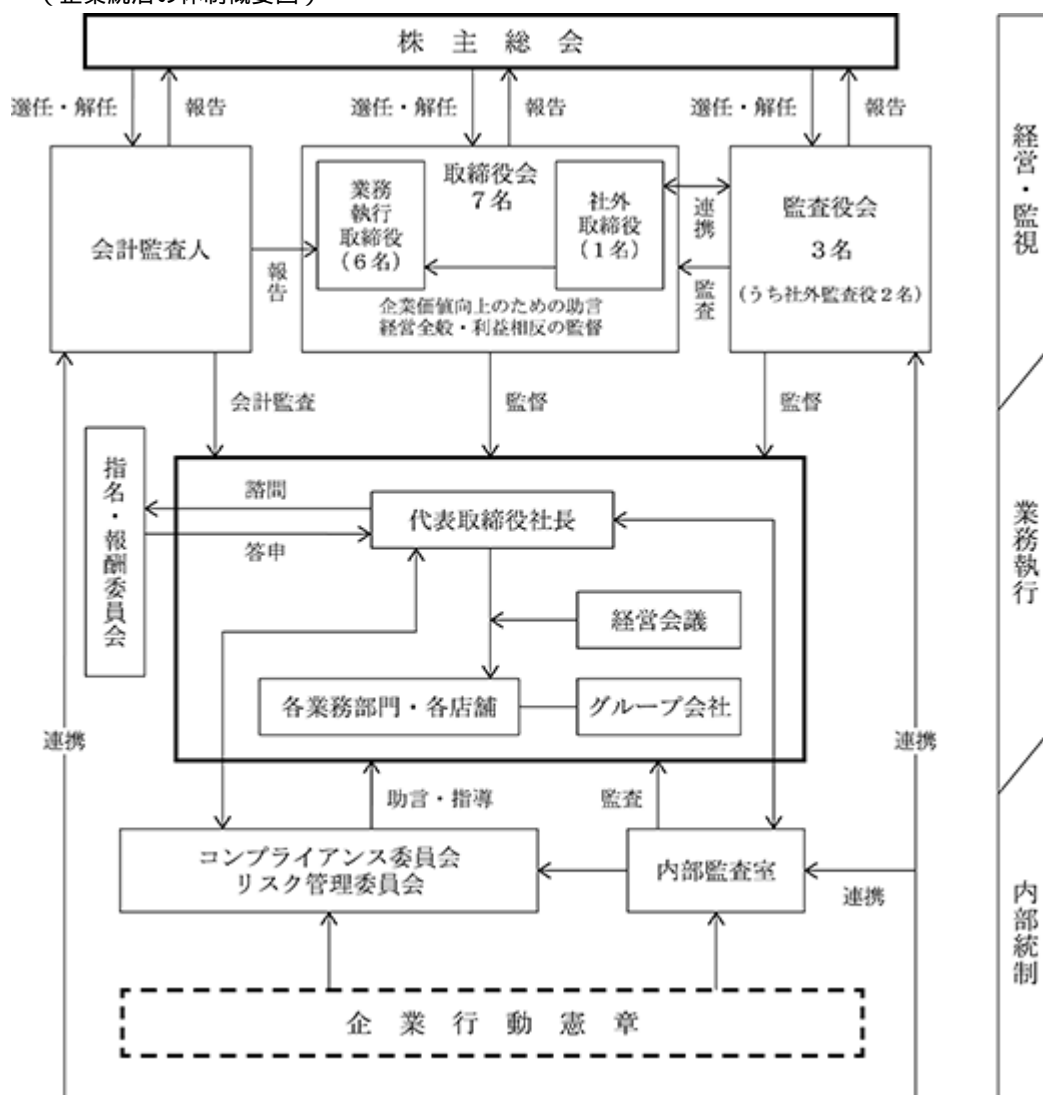 (企業統治の体制概要図)
株主総会
選任・解任
報告
選任・解任
報告
選任・解任
報告
会計監査人
報告
取締役会
7名
業務
執行
取締役
(6名)
社外
取締役
(1名)
企業価値向上のための助言
経営全般・利益相反の監督
連携
監査
監査役会
3名
(うち社外監査役2名)
経営・監視
会計監査
監督
監督
指名・報酬委員会
諮問
答申
代表取締役社長
経営会議
各業務部門・各店舗
グループ会社
業務執行
連携
連携
助言・指導
監査
コンプライアンス委員会
リスク管理委員会
内部監査室
連携
内部統制
企業行動憲章